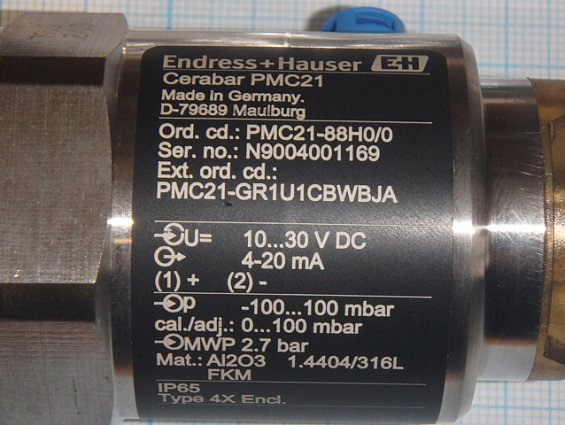 Endress+Hauser EH
Cerabar PMC21
Made in Germany.
D-79689 Maulburg
Ord. cd.: PMC21-88H0/0
Ser. no.: N9004001169
Ext. ord. cd.:
PMC21-GR1U1CBWBJA
U= 10...30 V DC
4-20 mA
(1) + (2) -
p -100...100 mbar
cal./adj.: 0...100 mbar
MWP 2.7 bar
Mat.: Al2O3 1.4404/316L
FKM
IP65
Type 4X Encl.